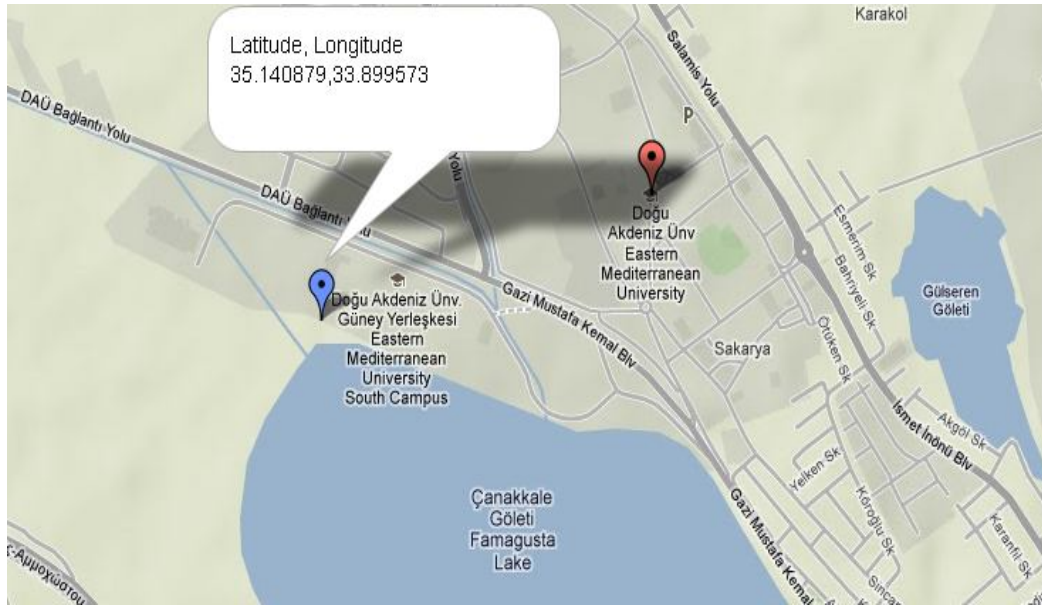 Karakol
Latitude, Longitude
35.140879,33.899573
Salamis Yolu
DAÜ Bağlantı Yolu
P
Yolu
DAÜ Bağlantı Yolu
Doğu
Akdeniz Ünv
Eastern
Mediterranean
University
Esmerim Sk
Bahriyeli Sk
Gülseren
Göleti
Doğu Akdeniz Ünv.
Güney Yerleşkesi
Eastern
Mediterranean
University
South Campus
Gazi Mustafa Kemal Blv
Sakarya
Ötüken Sk
İsmet İnönü Blv
Akgöl Sk
Yelken Sk
Köroğlu Sk
Karanfil Sk
Çanakkale
Göleti
Famagusta
Lake
Gazi Mustafa Kemal
Sincap
ς-Αμμοχώστου